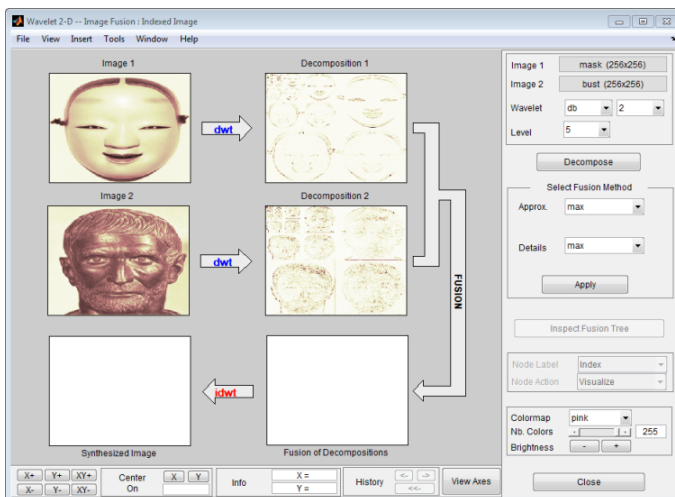 Wavelet 2-D -- Image Fusion : Indexed Image
File View Insert Tools Window Help
Image 1
Decomposition 1
dwt
Image 2
Decomposition 2
dwt
FUSION
idwt
Synthesized Image
Fusion of Decompositions
Image 1 mask (256x256)
Image 2 bust (256x256)
Wavelet db 2
Level 5
Decompose
Select Fusion Method
Approx. max
Details max
Apply
Inspect Fusion Tree
Node Label Index
Node Action Visualize
Colormap pink
Nb. Colors 255
Brightness - +
Close
X+ Y+ XY+
X- Y- XY-
Center On
X Y
Info
X =
Y =
History
<- ->
<<-
View Axes